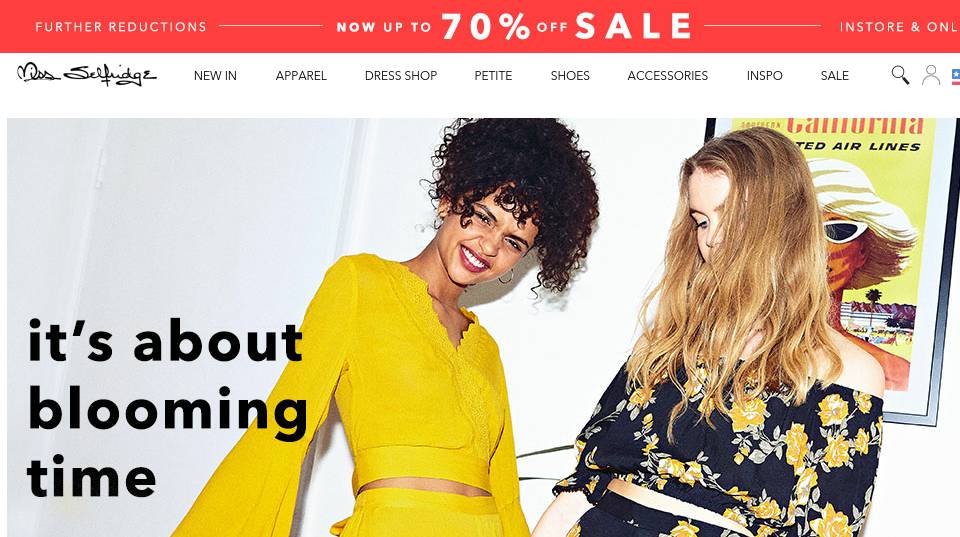 FURTHER REDUCTIONS NOW UP TO 70% OFF SALE INSTORE & ONL
Miss Selfridge NEW IN APPAREL DRESS SHOP PETITE SHOES ACCESSORIES INSPO SALE
SOUTHERN California
TED AIR LINES
it's about
blooming
time